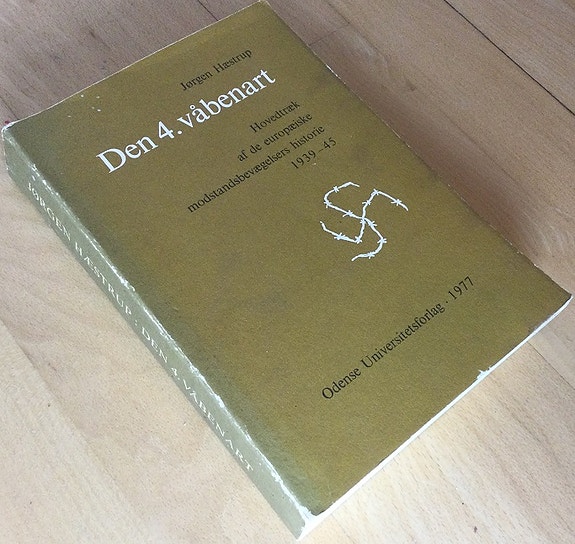 Jørgen Hæstrup
Den 4. våbenart
Hovedtræk
af de europæiske
modstandsbevægelsers historie
1939-45
Odense Universitetsforlag · 1977
JØRGEN HÆSTRUP : DEN 4. VÅBENART